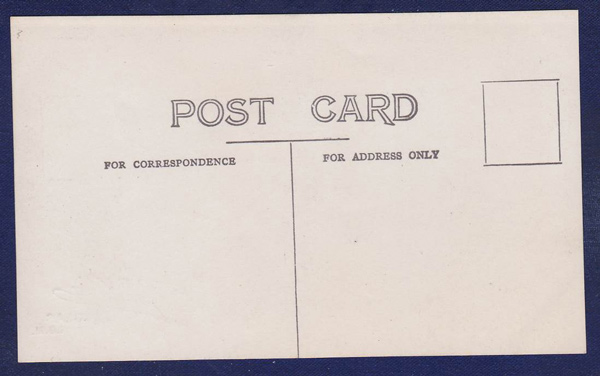 POST CARD
FOR CORRESPONDENCE
FOR ADDRESS ONLY